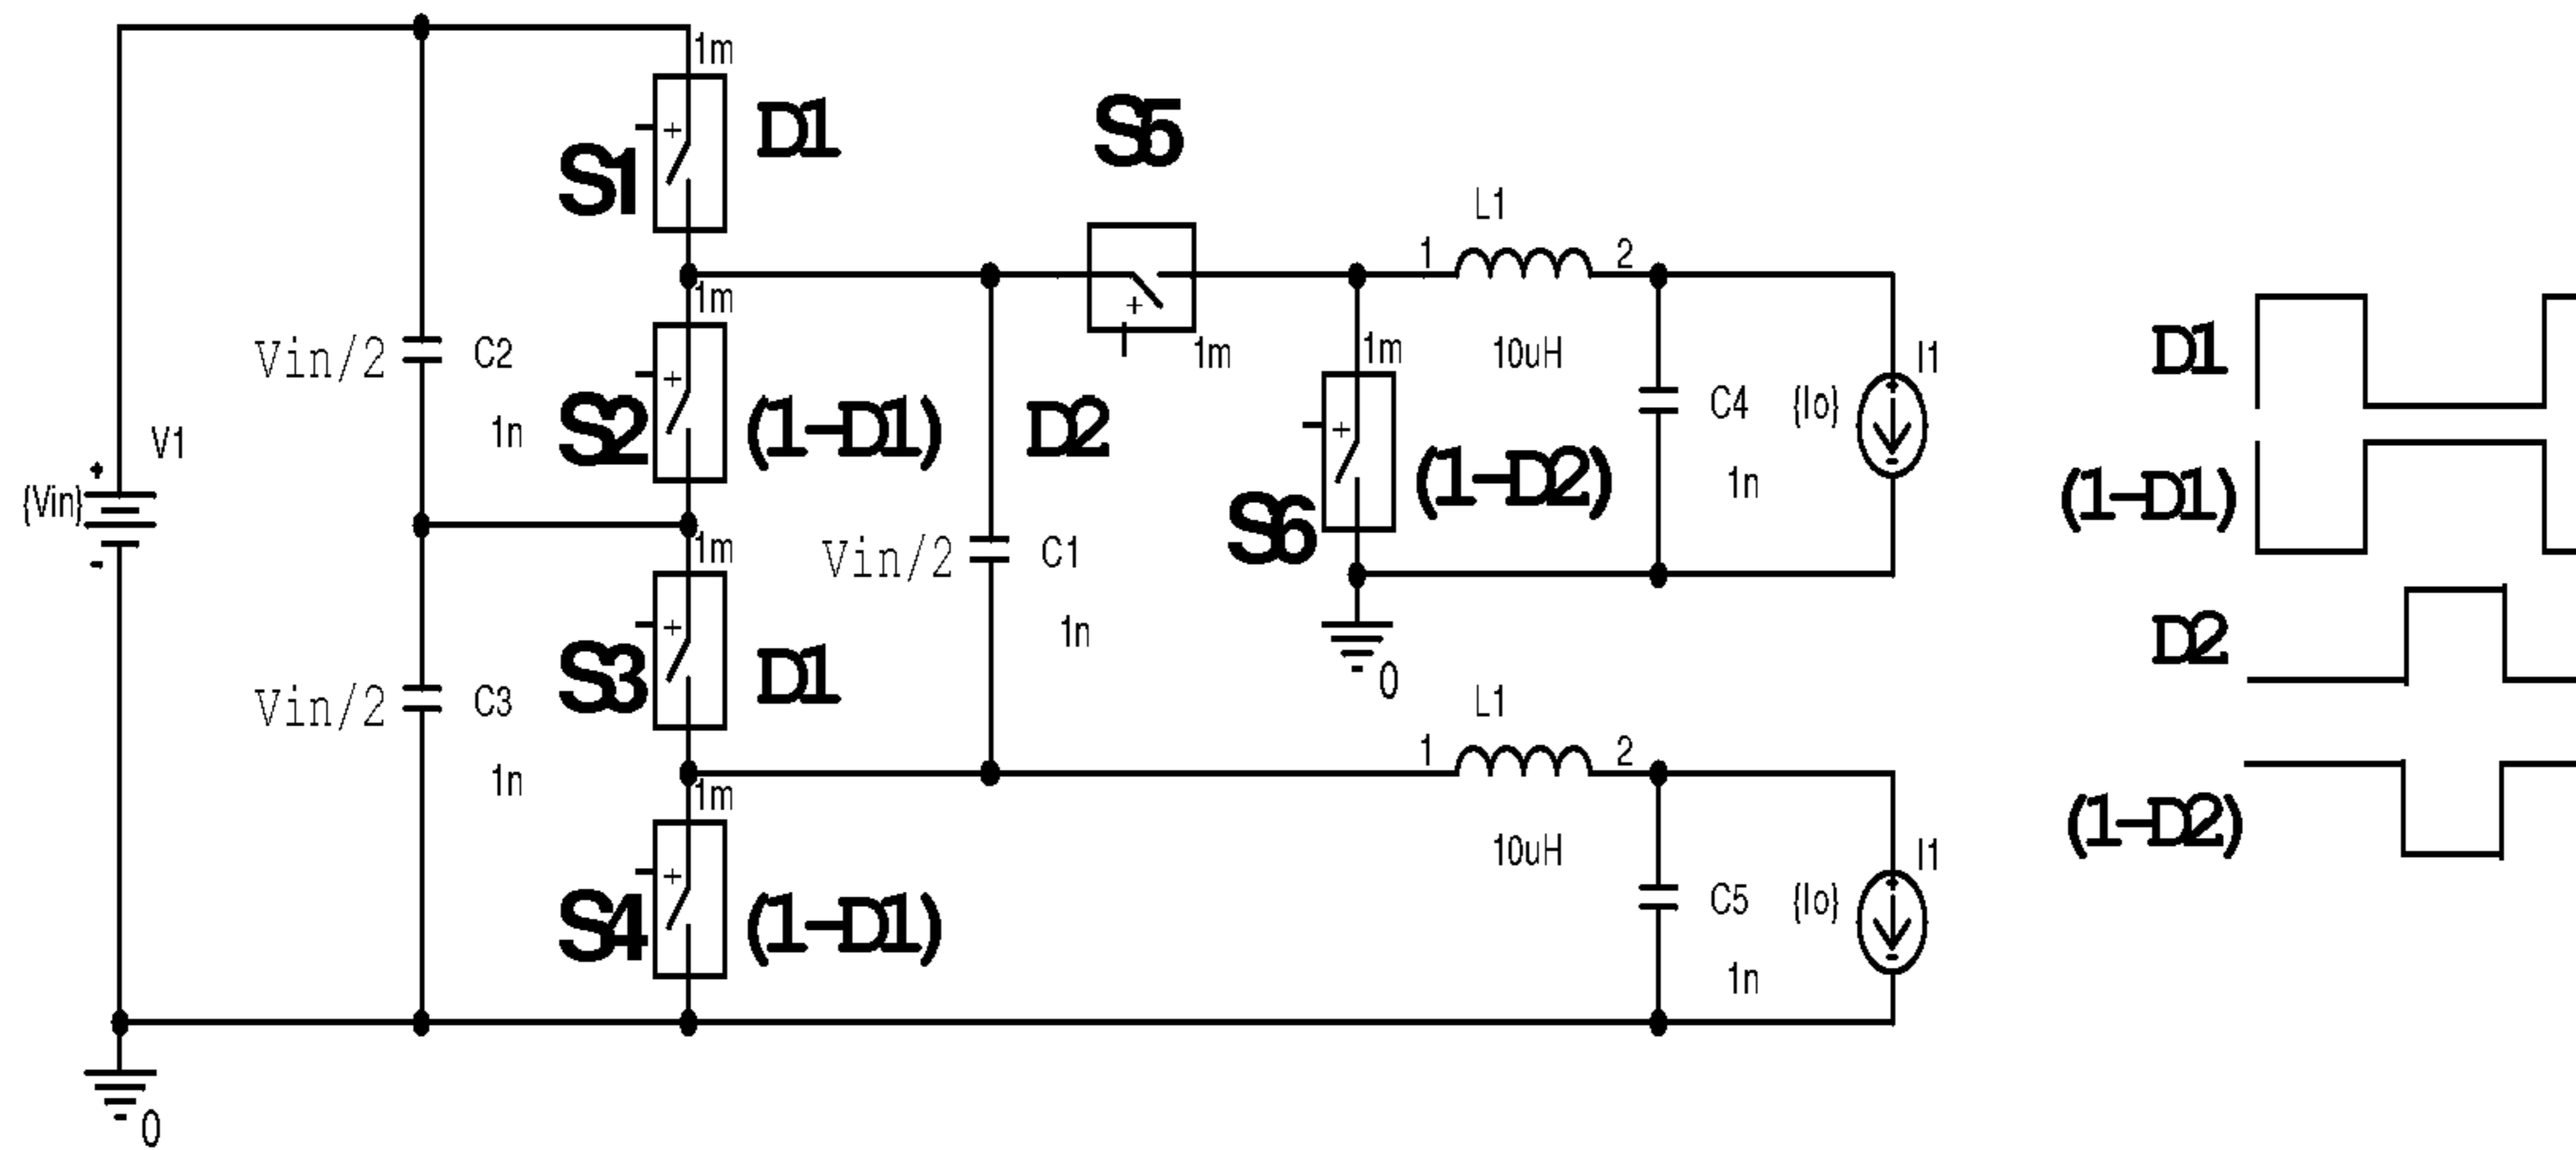 1m
D1
S1
S5
L1
1
2
1m
Vin/2
C2
1n
S2
(1-D1)
D2
1m
10uH
1m
C4
{Io}
I1
1n
S6
(1-D2)
V1
+
{Vin}
-
1m
Vin/2
C1
1n
0
Vin/2
C3
1n
S3
D1
L1
1
2
1m
10uH
S4
(1-D1)
C5
{Io}
I1
1n
0
D1
(1-D1)
D2
(1-D2)